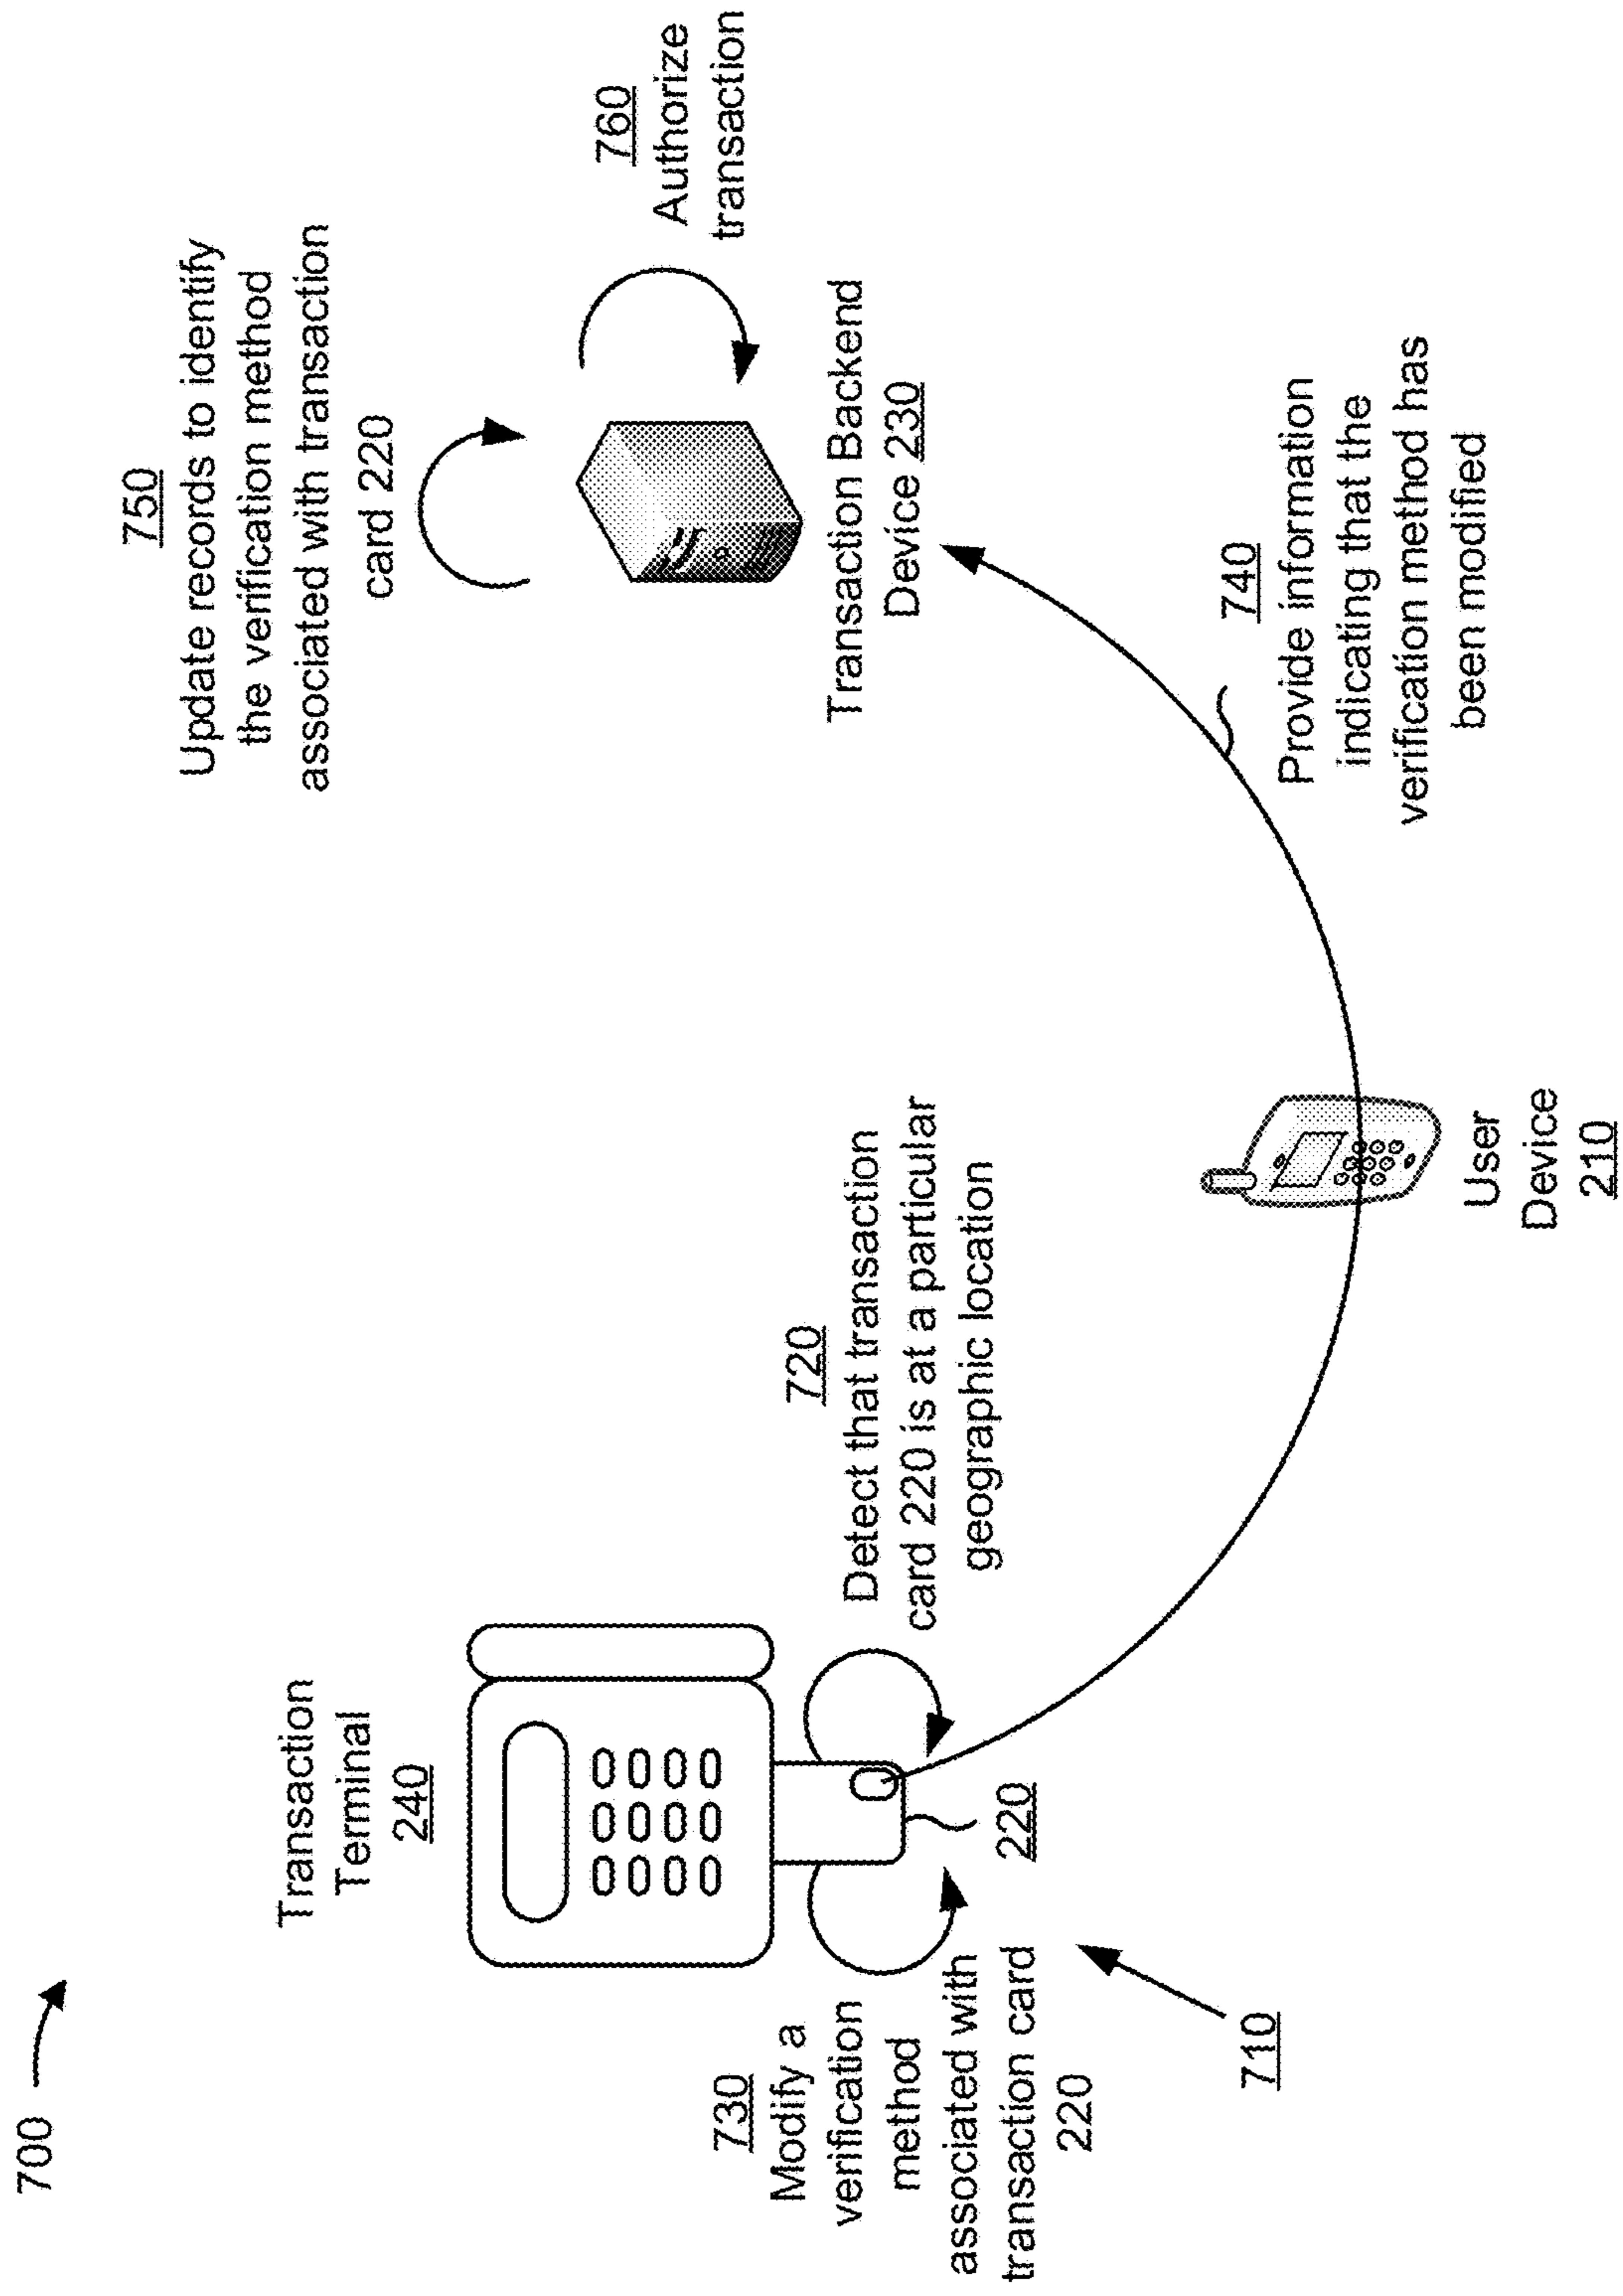 700
Transaction
Terminal
240
730
Modify a
verification
method
associated with
transaction card
220
710
220
720
Detect that transaction
card 220 is at a particular
geographic location
User
Device
210
740
Provide information
indicating that the
verification method has
been modified
750
Update records to identify
the verification method
associated with transaction
card 220
Transaction Backend
Device 230
760
Authorize
transaction